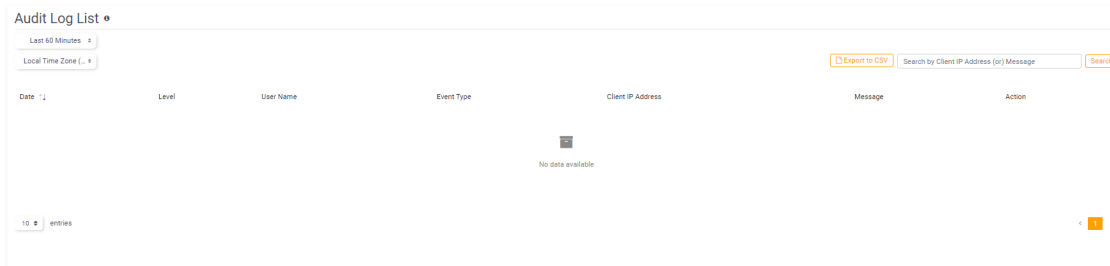 Audit Log List
Last 60 Minutes
Local Time Zone (...
Export to CSV
Search by Client IP Address (or) Message
Search
Date Level User Name Event Type Client IP Address Message Action
No data available
10 entries
< 1